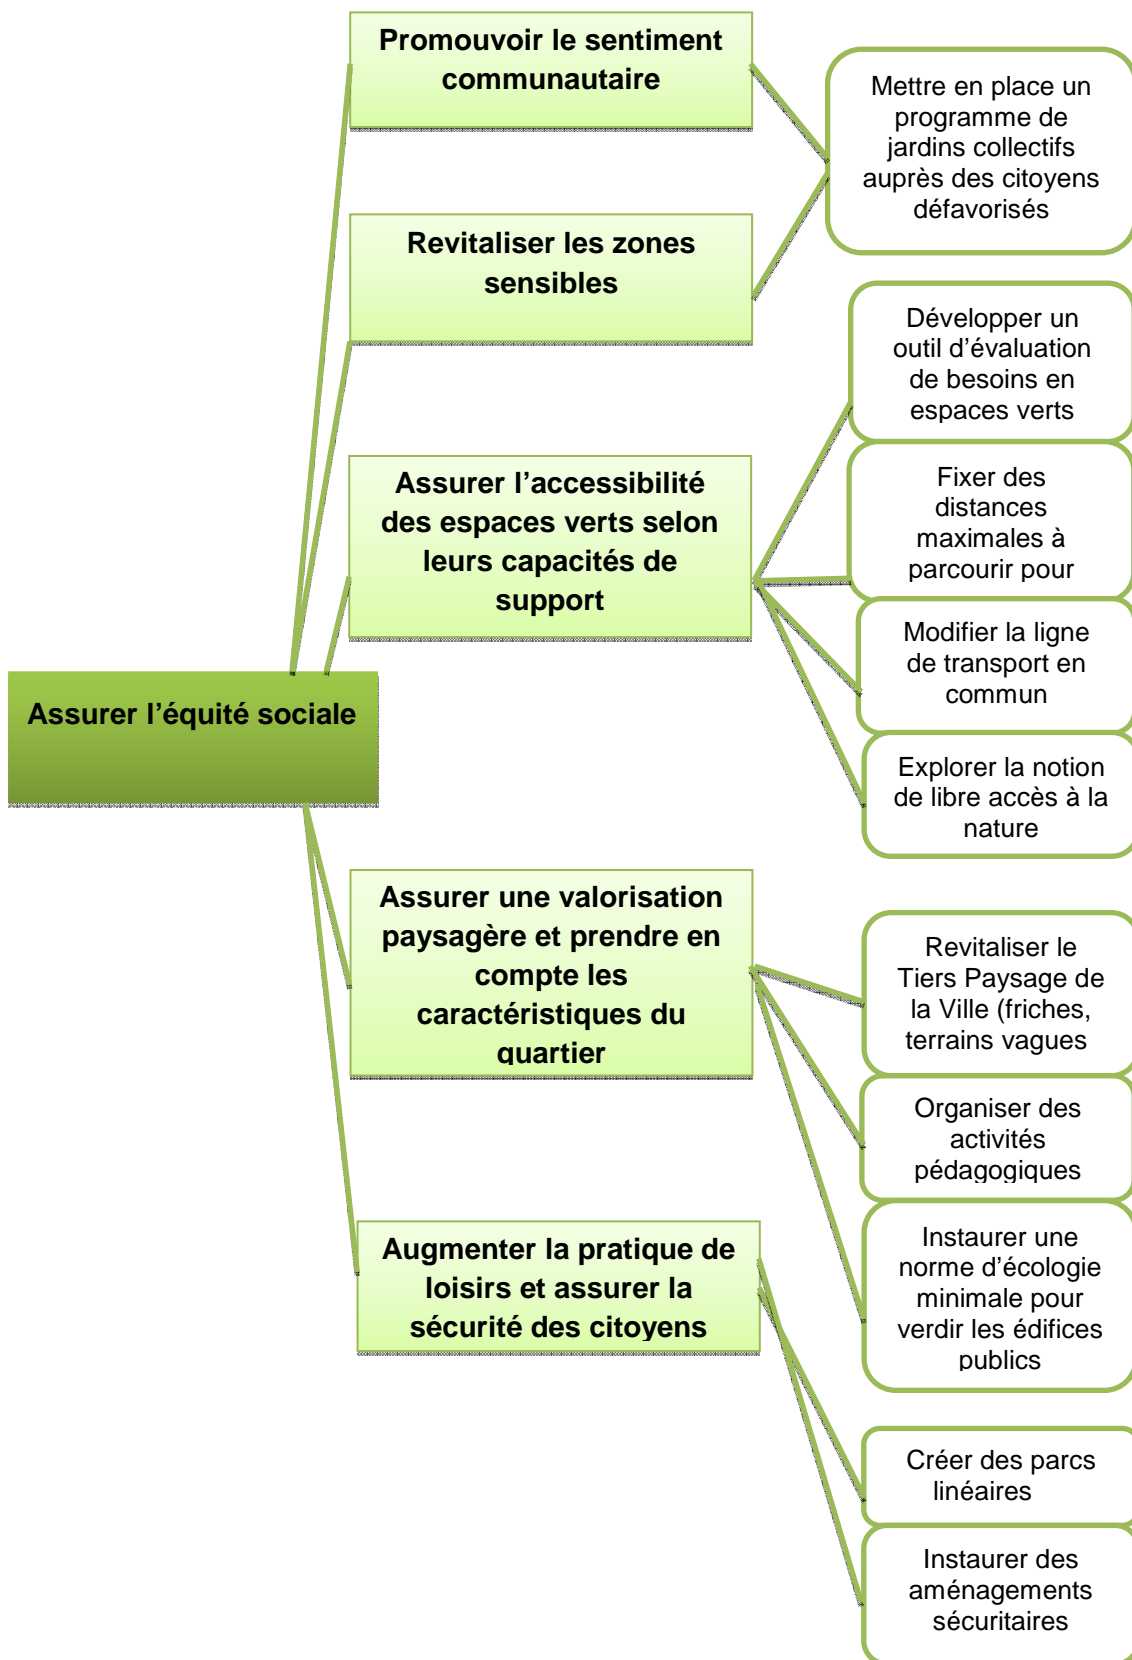 Promouvoir le sentiment
communautaire
Mettre en place un
programme de
jardins collectifs
auprès des citoyens
défavorisés
Revitaliser les zones
sensibles
Développer un
outil d’évaluation
de besoins en
espaces verts
Assurer l’accessibilité
des espaces verts selon
leurs capacités de
support
Fixer des
distances
maximales à
parcourir pour
Modifier la ligne
de transport en
commun
Assurer l’équité sociale
Explorer la notion
de libre accès à la
nature
Assurer une valorisation
paysagère et prendre en
compte les
caractéristiques du
quartier
Revitaliser le
Tiers Paysage de
la Ville (friches,
terrains vagues
Organiser des
activités
pédagogiques
Augmenter la pratique de
loisirs et assurer la
sécurité des citoyens
Instaurer une
norme d’écologie
minimale pour
verdir les édifices
publics
Créer des parcs
linéaires
Instaurer des
aménagements
sécuritaires